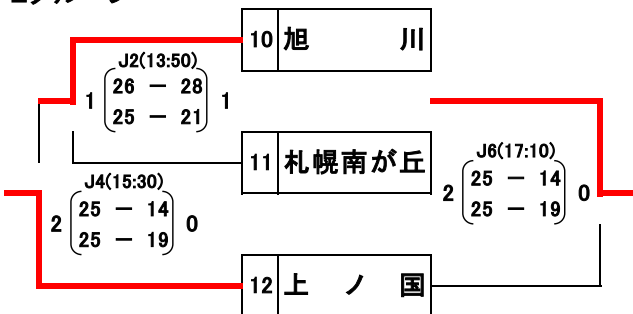 10 旭 川
J2(13:50)
1 26 － 28 1
25 － 21
11 札幌南が丘
J6(17:10)
2 25 － 14 0
25 － 19
J4(15:30)
2 25 － 14 0
25 － 19
12 上 ノ 国